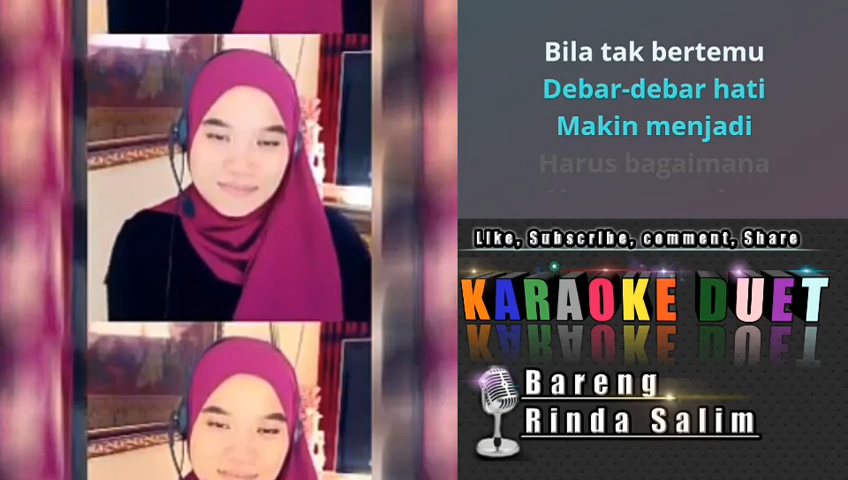 Bila tak bertemu
Debar-debar hati
Makin menjadi
Harus bagaimana
Like, Subscribe, comment, Share
KARAOKE DUET
Bareng
Rinda Salim